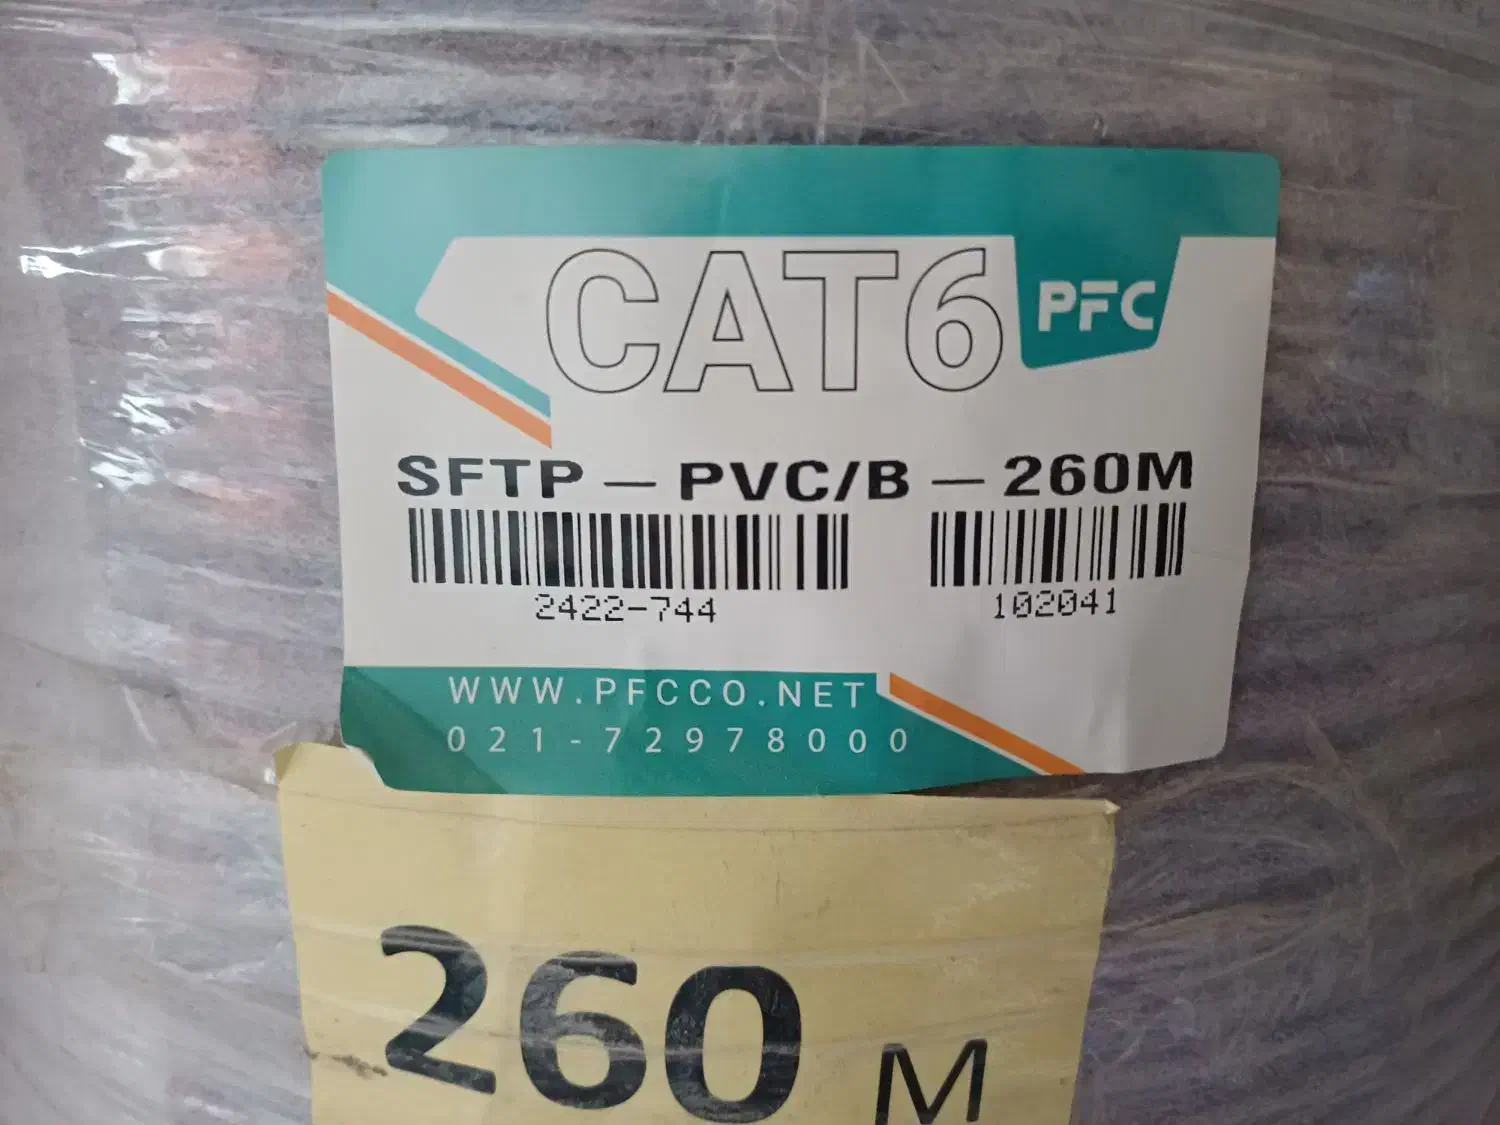 CAT6
PFC
SFTP – PVC/B – 260M
2422-744
102041
WWW.PFCCO.NET
021-72978000
260 M